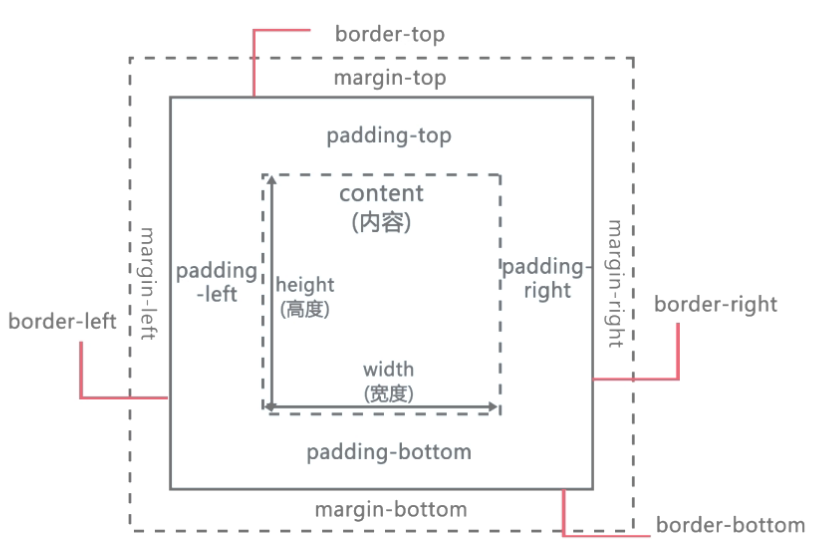 border-top
margin-top
padding-top
content
(内容)
margin-left
padding
-left
height
(高度)
padding-
right
margin-right
border-left
border-right
width
(宽度)
padding-bottom
margin-bottom
border-bottom